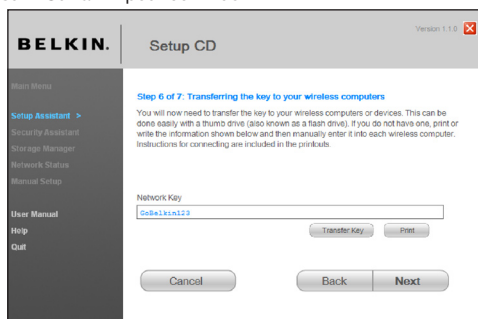 BELKIN.
Setup CD
Version 1.1.0
Main Menu
Setup Assistant >
Security Assistant
Storage Manager
Network Status
Manual Setup
User Manual
Help
Quit
Step 6 of 7: Transferring the key to your wireless computers
You will now need to transfer the key to your wireless computers or devices. This can be
done easily with a thumb drive (also known as a flash drive). If you do not have one, print or
write the information shown below and then manually enter it into each wireless computer.
Instructions for connecting are included in the printouts.
Network Key
GoBelkin123
Transfer Key
Print
Cancel
Back
Next